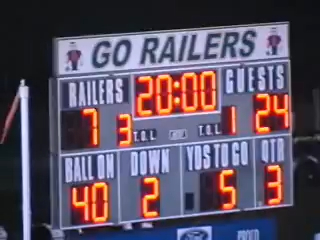 GO RAILERS
RAILERS 20:00 GUESTS
7 3 T.O.L. T.O.L. 1 24
BALL ON DOWN YDS TO GO QTR
40 2 5 3
PROUD